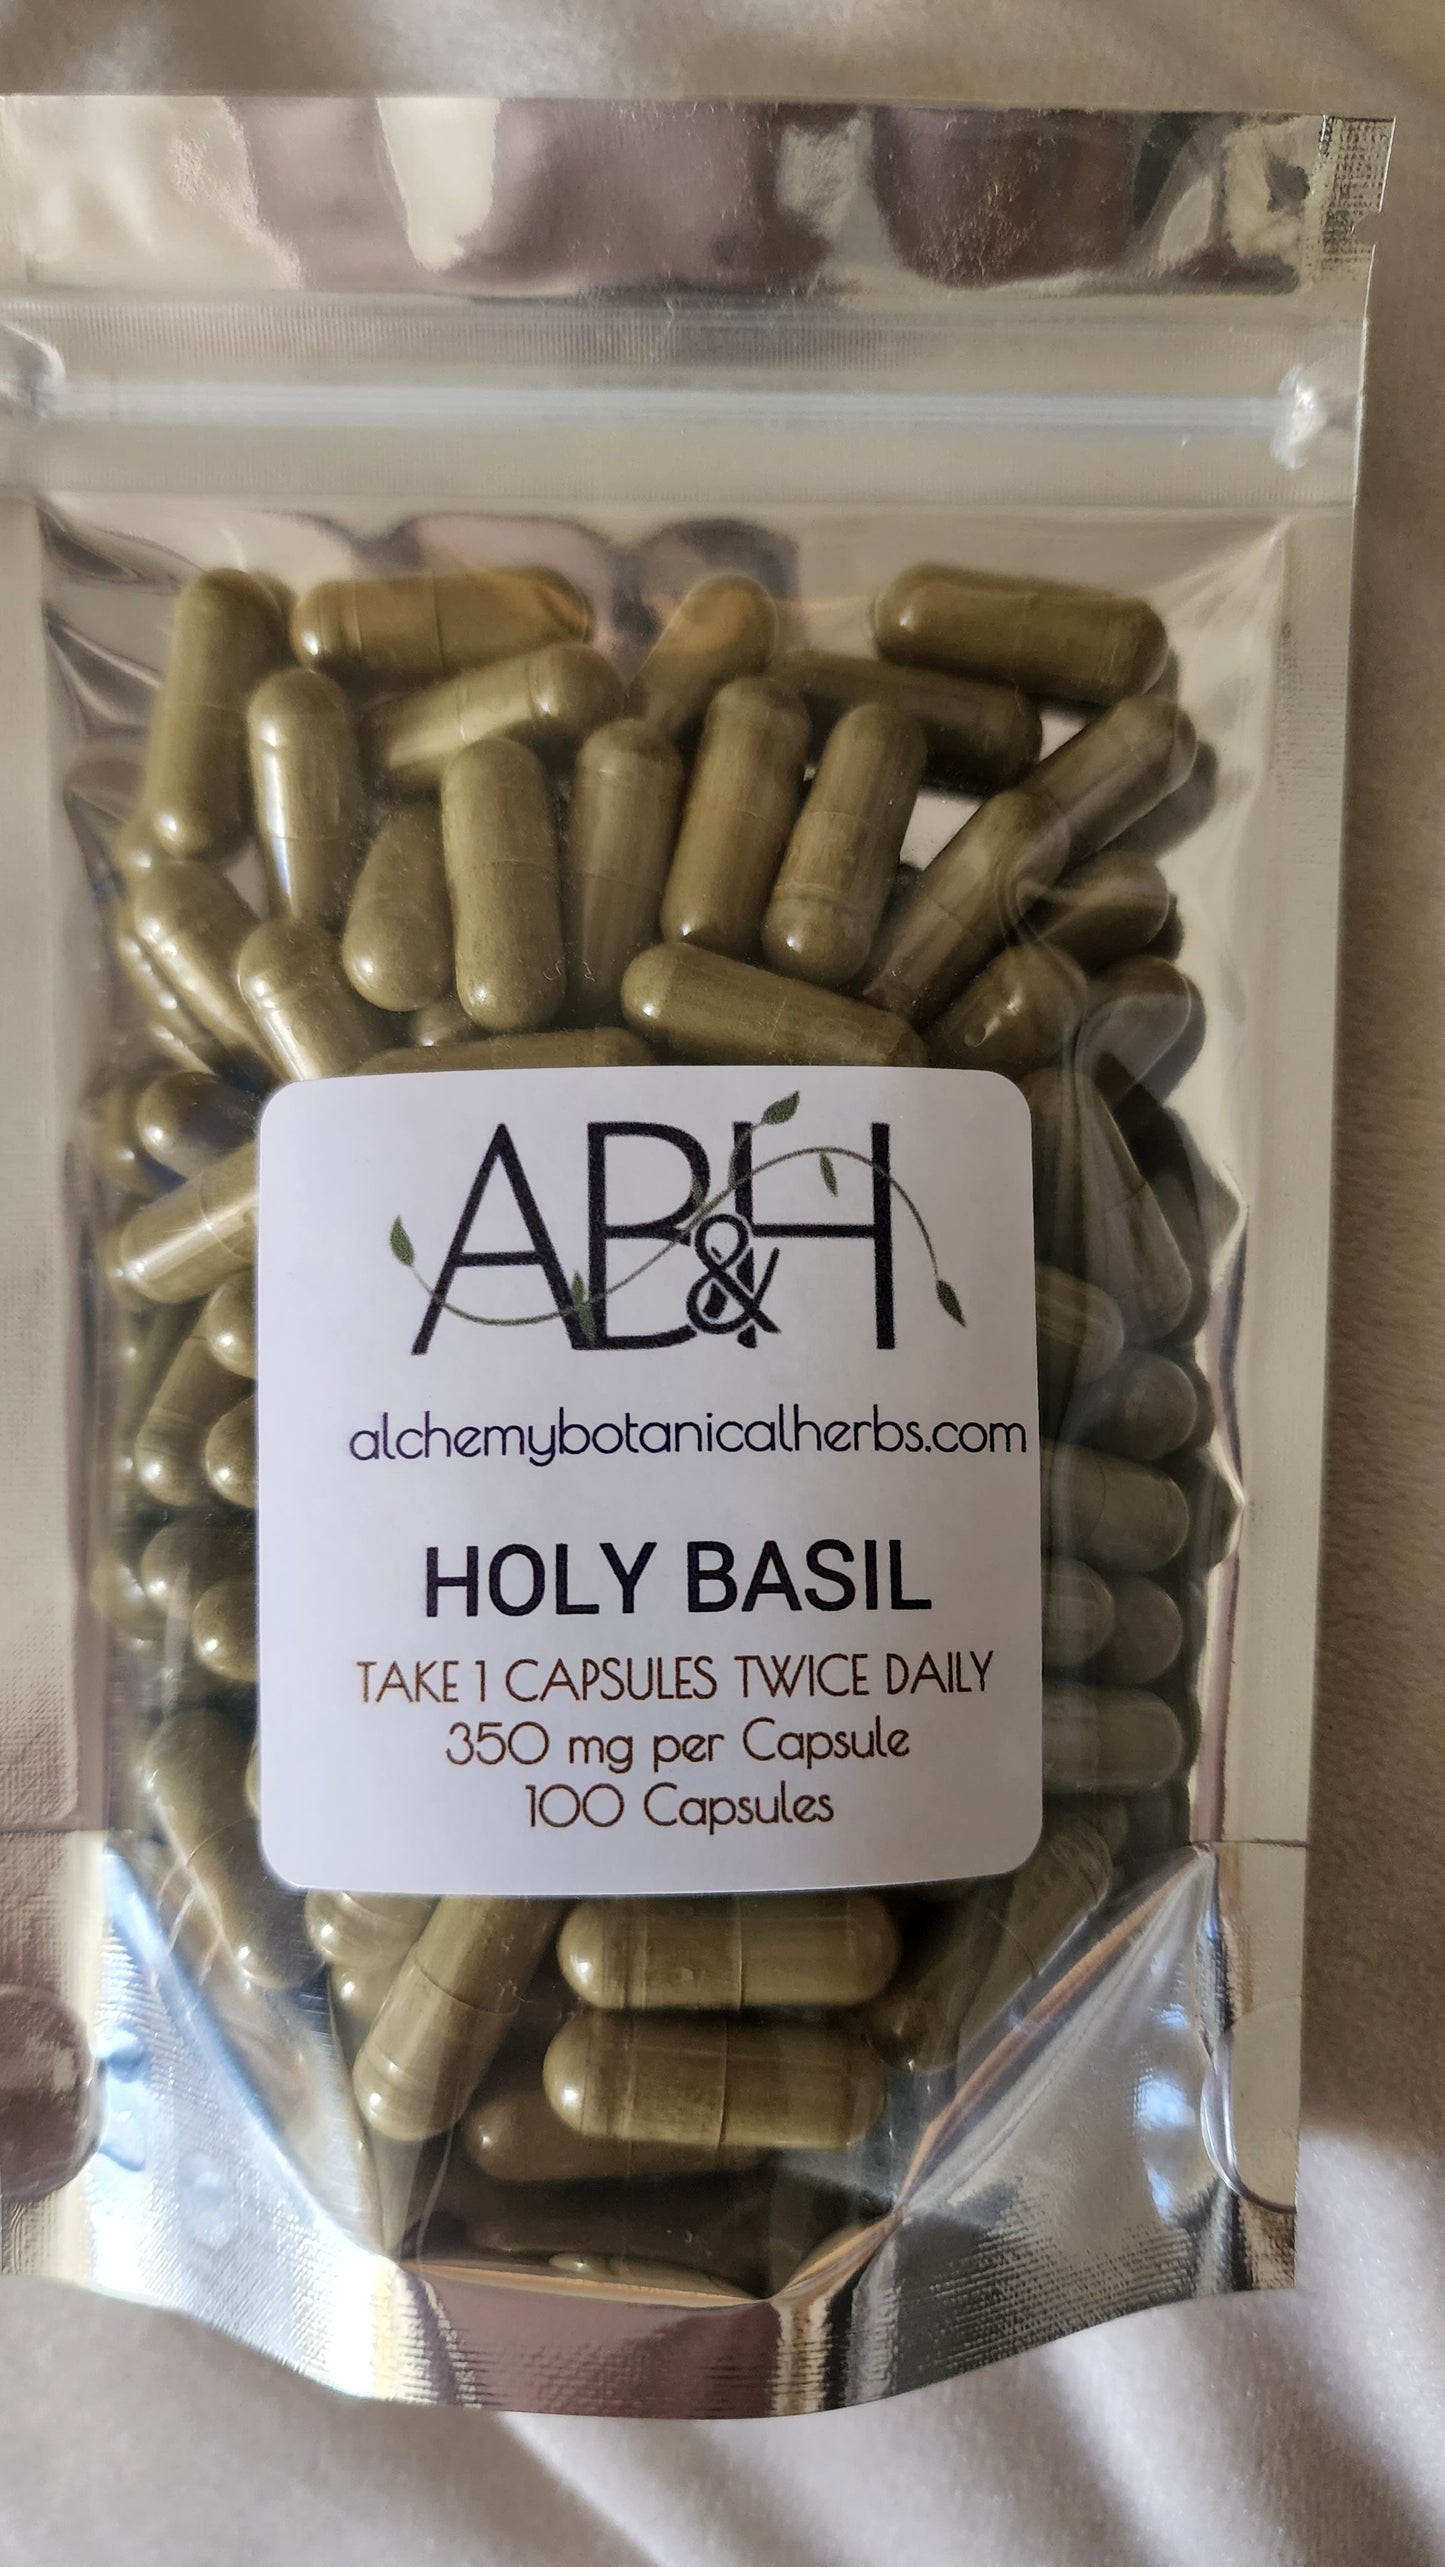 AB&H
alchemybotanicalherbs.com
HOLY BASIL
TAKE 1 CAPSULES TWICE DAILY
350 mg per Capsule
100 Capsules